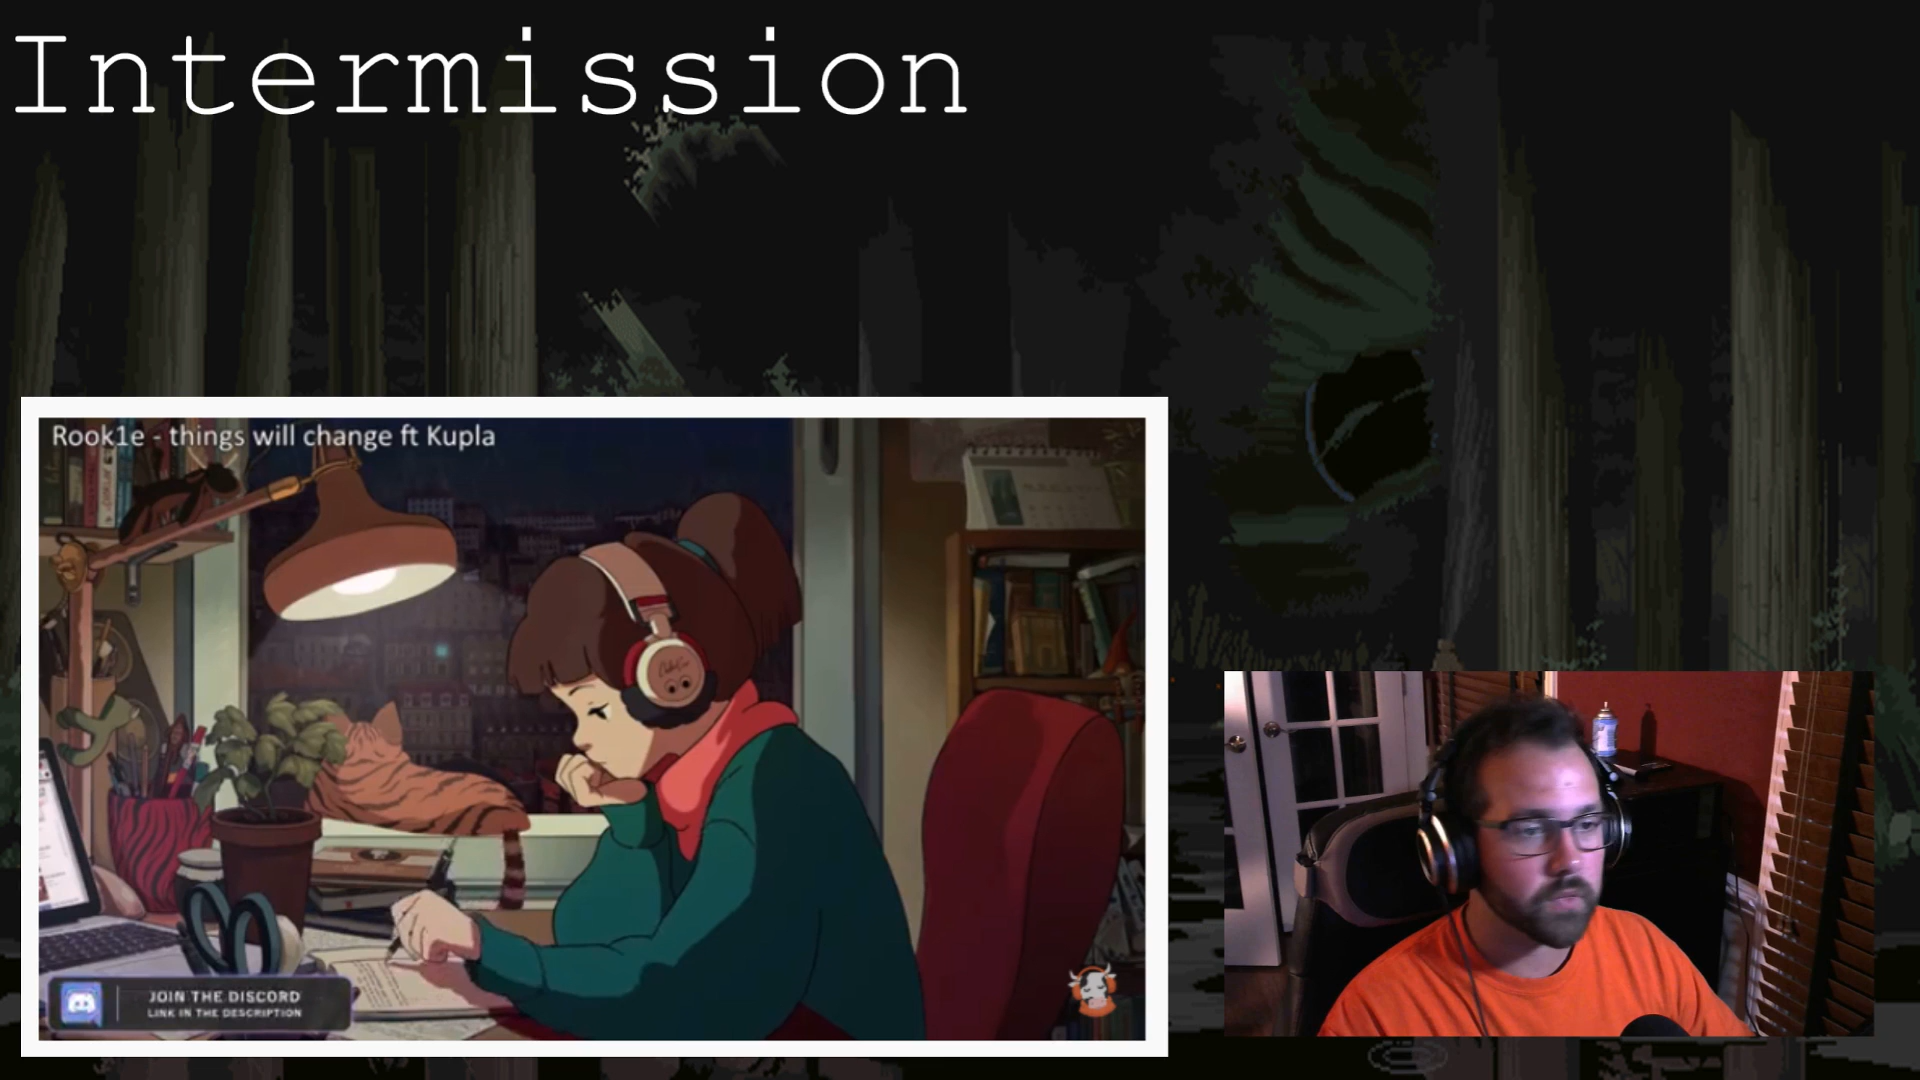 Intermission
Rook1e - things will change ft Kupla
JOIN THE DISCORD
LINK IN THE DESCRIPTION